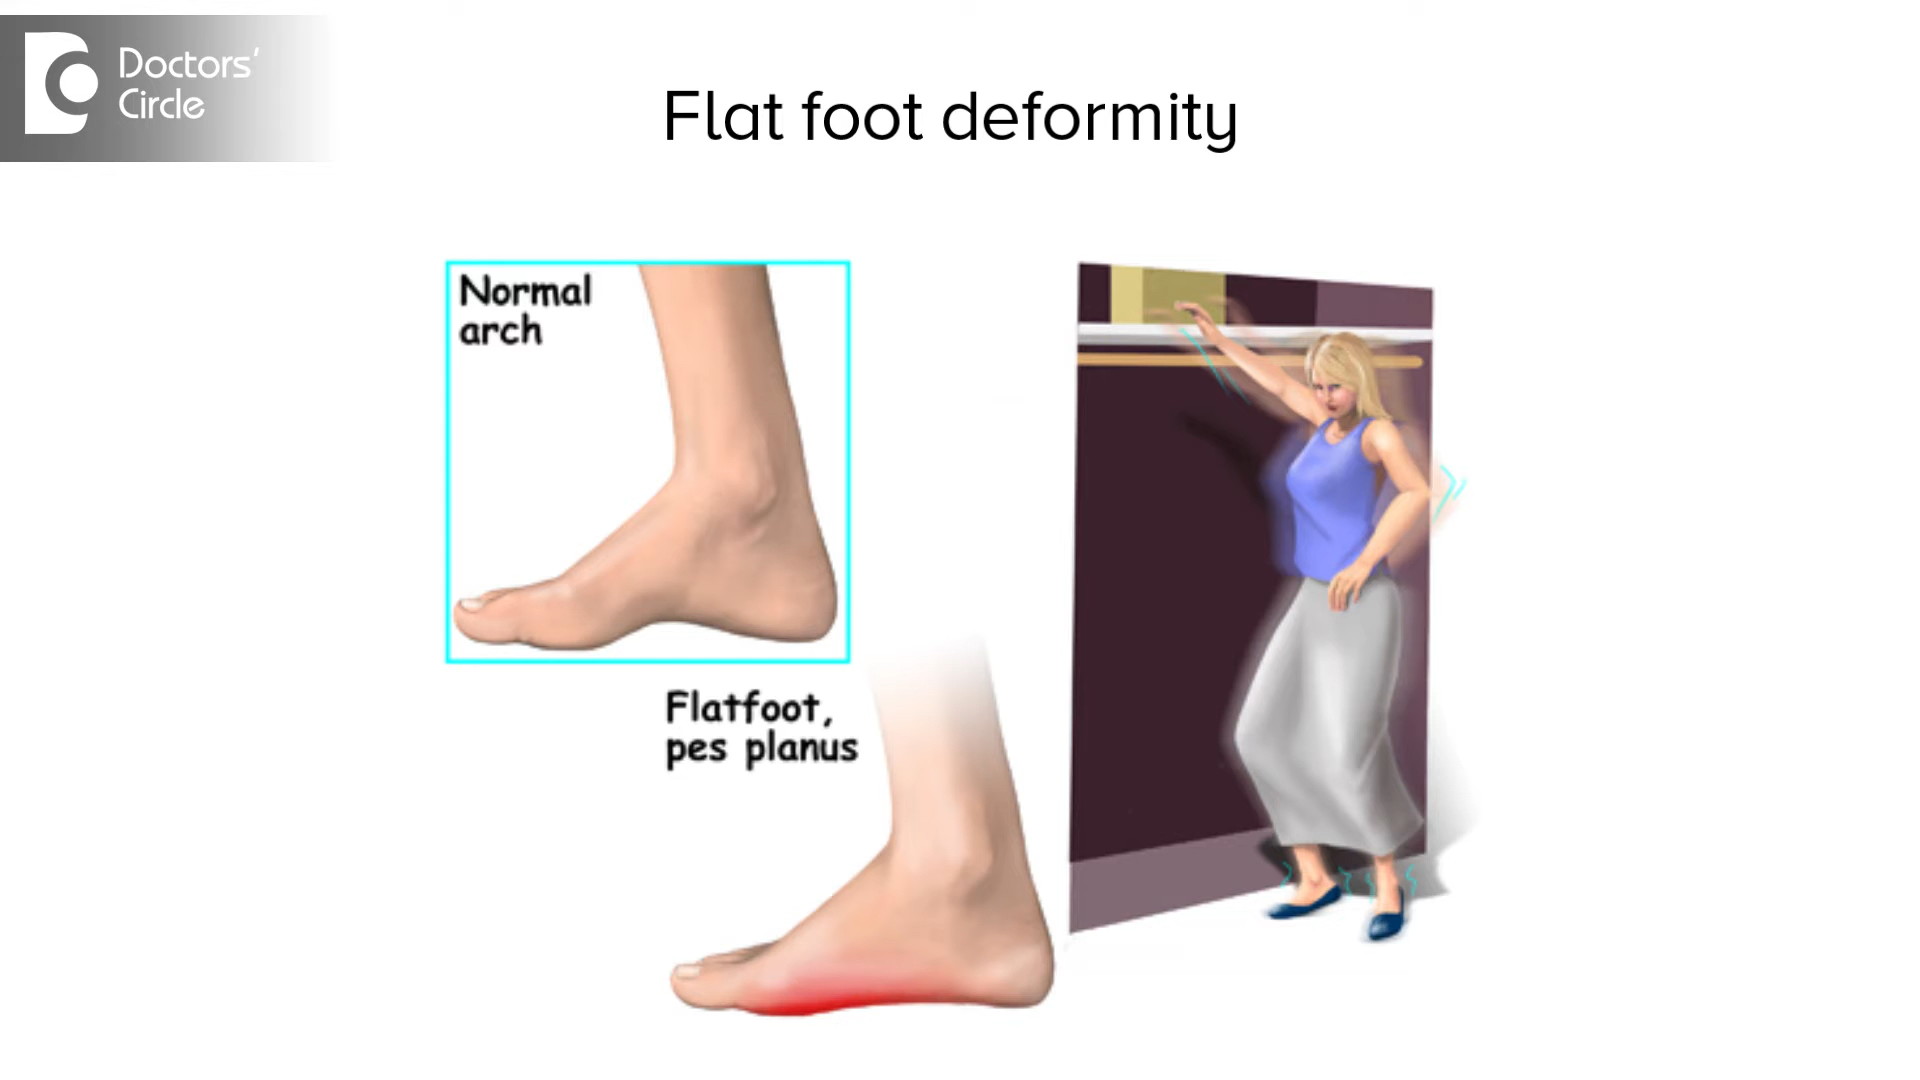 Doctors'
Circle
Flat foot deformity
Normal
arch
Flatfoot,
pes planus